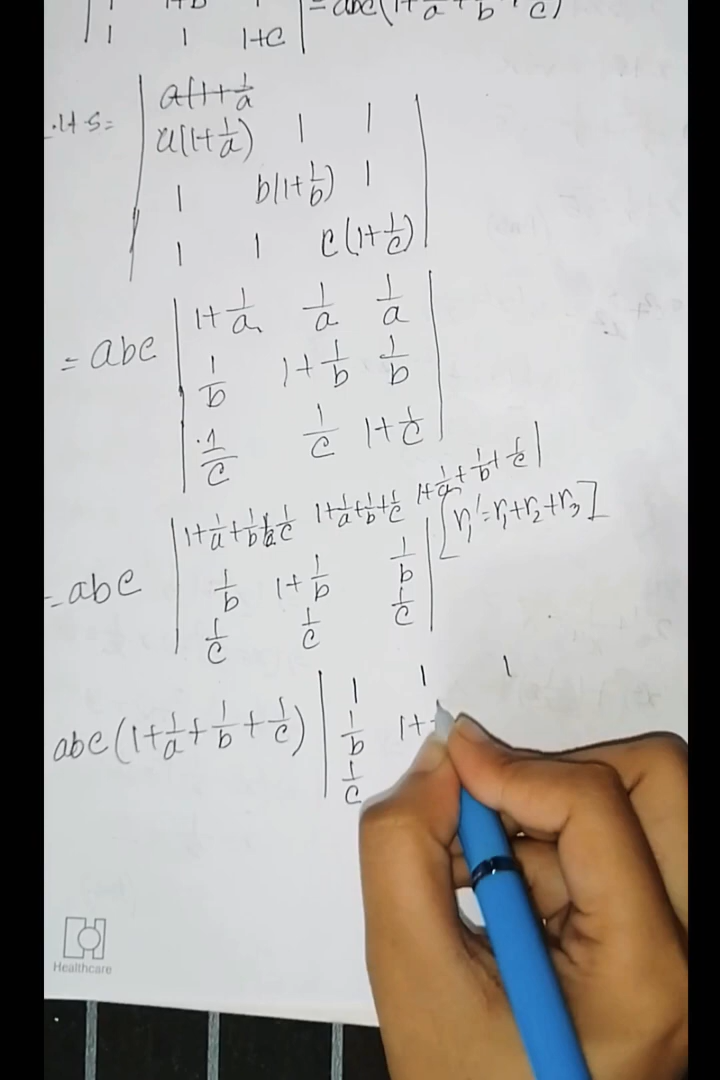 1 1+b 1 = abc(1+1/a+1/b+1/c)
1 1 1+c
.H S= a(1+1/a
a(1+1/a) 1 1
1 b(1+1/b) 1
1 1 c(1+1/c)
= abc 1+1/a 1/a 1/a
1/b 1+1/b 1/b
1/c 1/c 1+1/c
= abc 1+1/a+1/b+1/c 1+1/a+1/b+1/c 1+1/a+1/b+1/c [r₁'=r₁+r₂+r₃]
1/b 1+1/b 1/b
1/c 1/c 1/c
abc(1+1/a+1/b+1/c) 1 1 1
1/b 1+
1/c
Healthcare